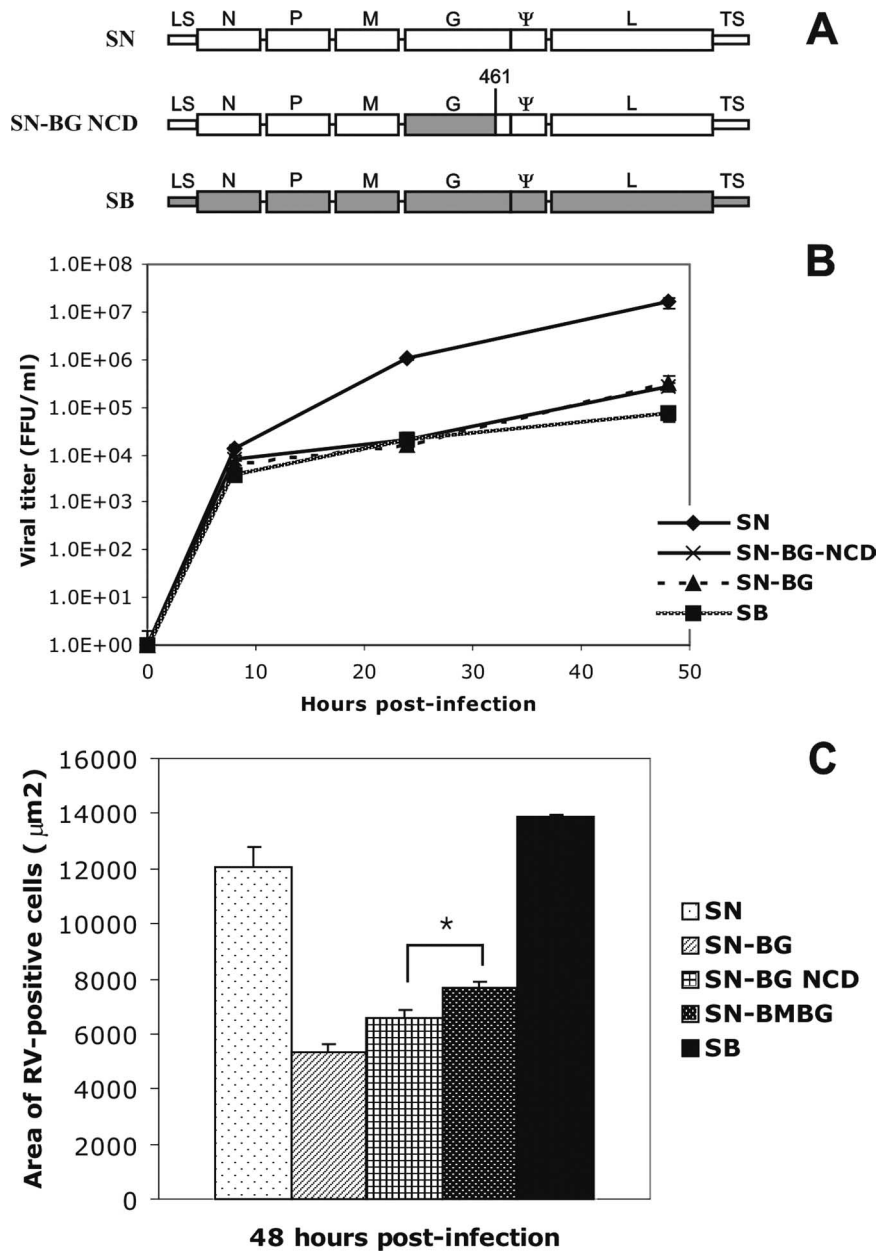 A
LS N P M G Ψ L TS
SN
461
LS N P M G Ψ L TS
SN-BG NCD
LS N P M G Ψ L TS
SB
B
Viral titer (FFU/ml)
1.0E+08
1.0E+07
1.0E+06
1.0E+05
1.0E+04
1.0E+03
1.0E+02
1.0E+01
1.0E+00
0 10 20 30 40 50
Hours post-infection
SN
SN-BG-NCD
SN-BG
SB
C
Area of RV-positive cells ( μm2)
16000
14000
12000
10000
8000
6000
4000
2000
0
*
48 hours post-infection
SN
SN-BG
SN-BG NCD
SN-BMBG
SB